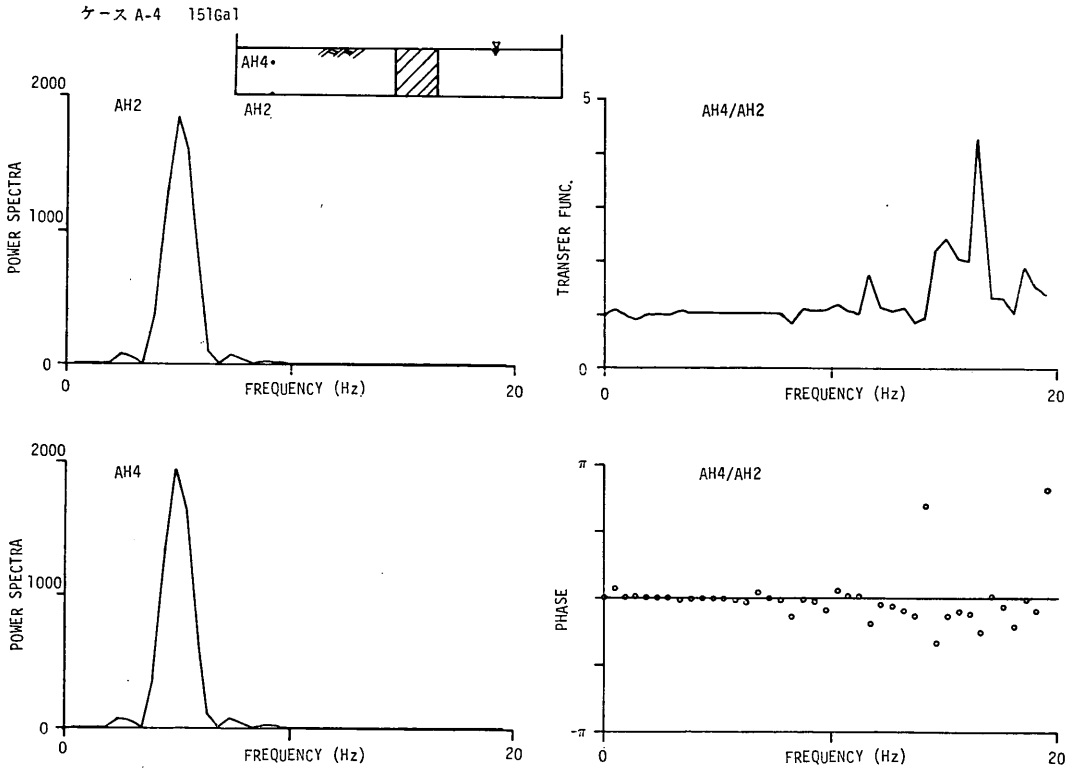 ケース A-4 151Gal
AH4
AH2
2000
1000
0
POWER SPECTRA
AH2
0
FREQUENCY (Hz)
20
5
0
TRANSFER FUNC.
AH4/AH2
0
FREQUENCY (Hz)
20
2000
1000
0
POWER SPECTRA
AH4
0
FREQUENCY (Hz)
20
π
-π
PHASE
AH4/AH2
0
FREQUENCY (Hz)
20